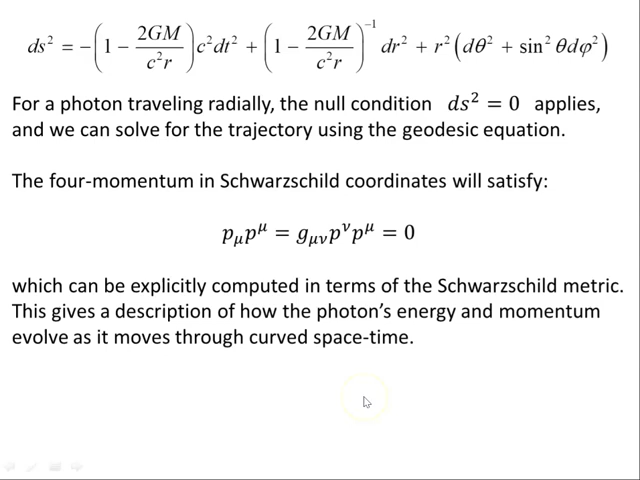 ds² = −(1 − 2GM/c²r)c²dt² + (1 − 2GM/c²r)⁻¹ dr² + r²(dθ² + sin²θdφ²)
For a photon traveling radially, the null condition ds² = 0 applies,
and we can solve for the trajectory using the geodesic equation.
The four-momentum in Schwarzschild coordinates will satisfy:
pμp^μ = gμνp^νp^μ = 0
which can be explicitly computed in terms of the Schwarzschild metric.
This gives a description of how the photon’s energy and momentum
evolve as it moves through curved space-time.